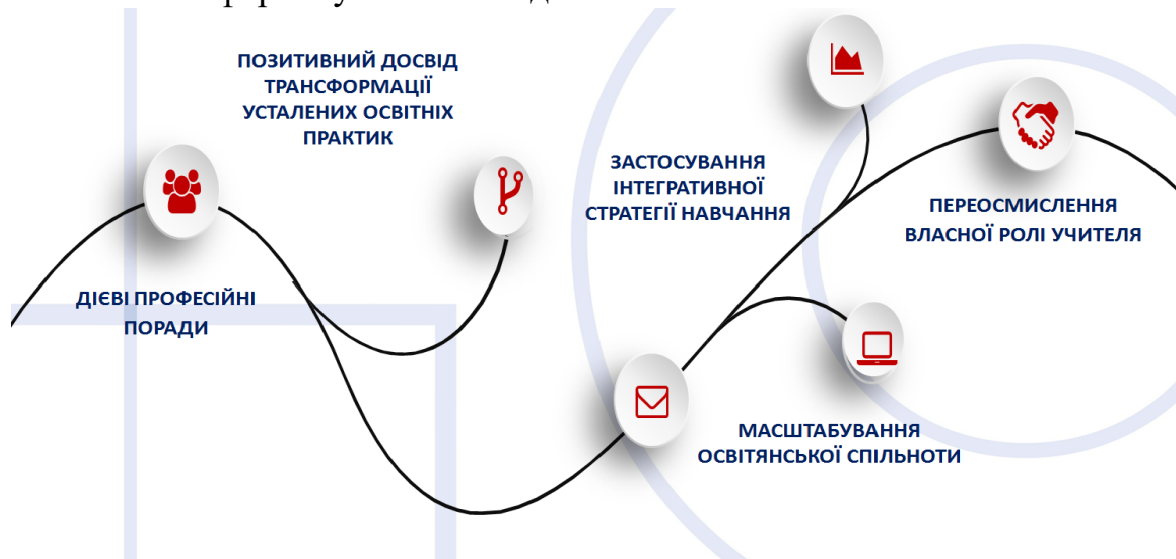 ПОЗИТИВНИЙ ДОСВІД
ТРАНСФОРМАЦІЇ
УСТАЛЕНИХ ОСВІТНІХ
ПРАКТИК
ДІЄВІ ПРОФЕСІЙНІ
ПОРАДИ
ЗАСТОСУВАННЯ
ІНТЕГРАТИВНОЇ
СТРАТЕГІЇ НАВЧАННЯ
ПЕРЕОСМИСЛЕННЯ
ВЛАСНОЇ РОЛІ УЧИТЕЛЯ
МАСШТАБУВАННЯ
ОСВІТЯНСЬКОЇ СПІЛЬНОТИ